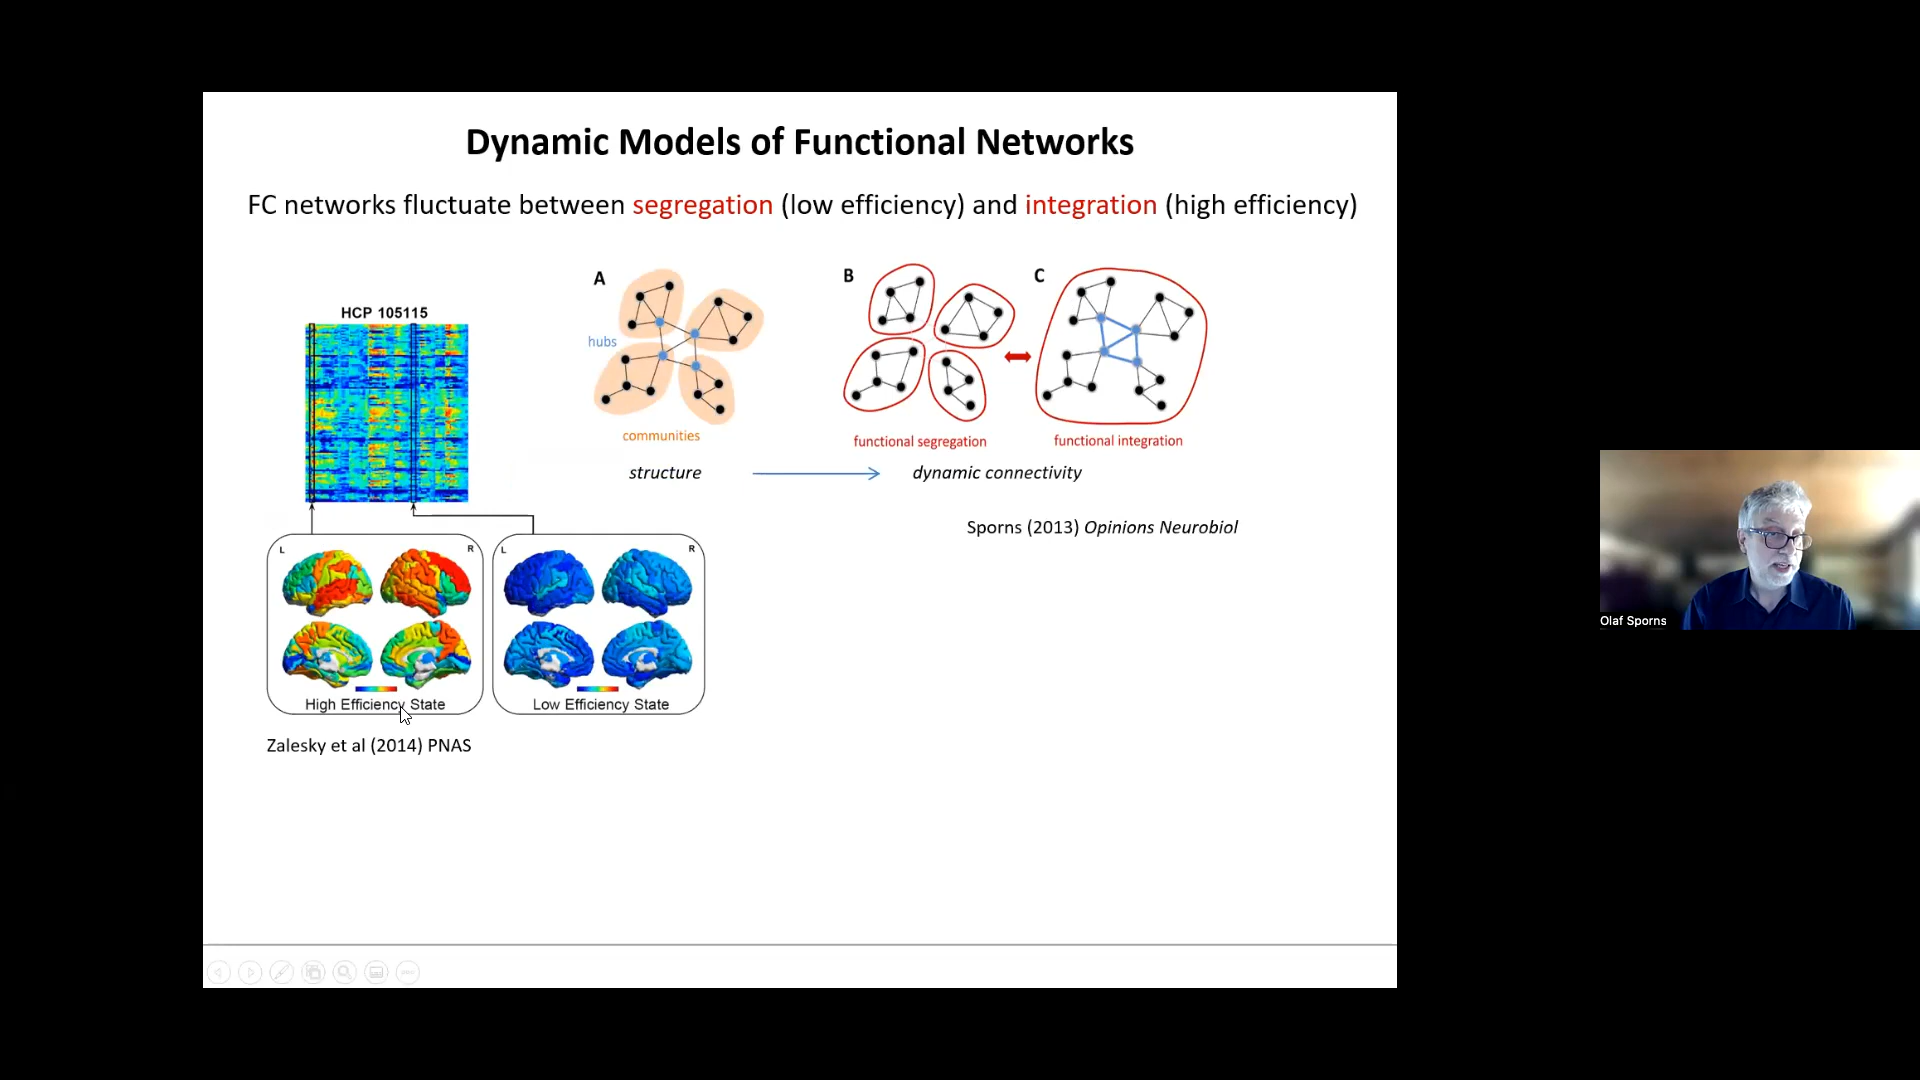 Dynamic Models of Functional Networks
FC networks fluctuate between segregation (low efficiency) and integration (high efficiency)
HCP 105115
A
hubs
communities
structure
B
C
functional segregation
functional integration
dynamic connectivity
Sporns (2013) Opinions Neurobiol
L
R
High Efficiency State
L
R
Low Efficiency State
Zalesky et al (2014) PNAS
Olaf Sporns